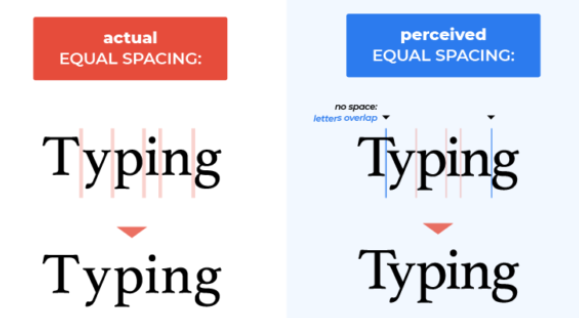 actual
EQUAL SPACING:
Typing
Typing
perceived
EQUAL SPACING:
no space:
letters overlap
Typing
Typing